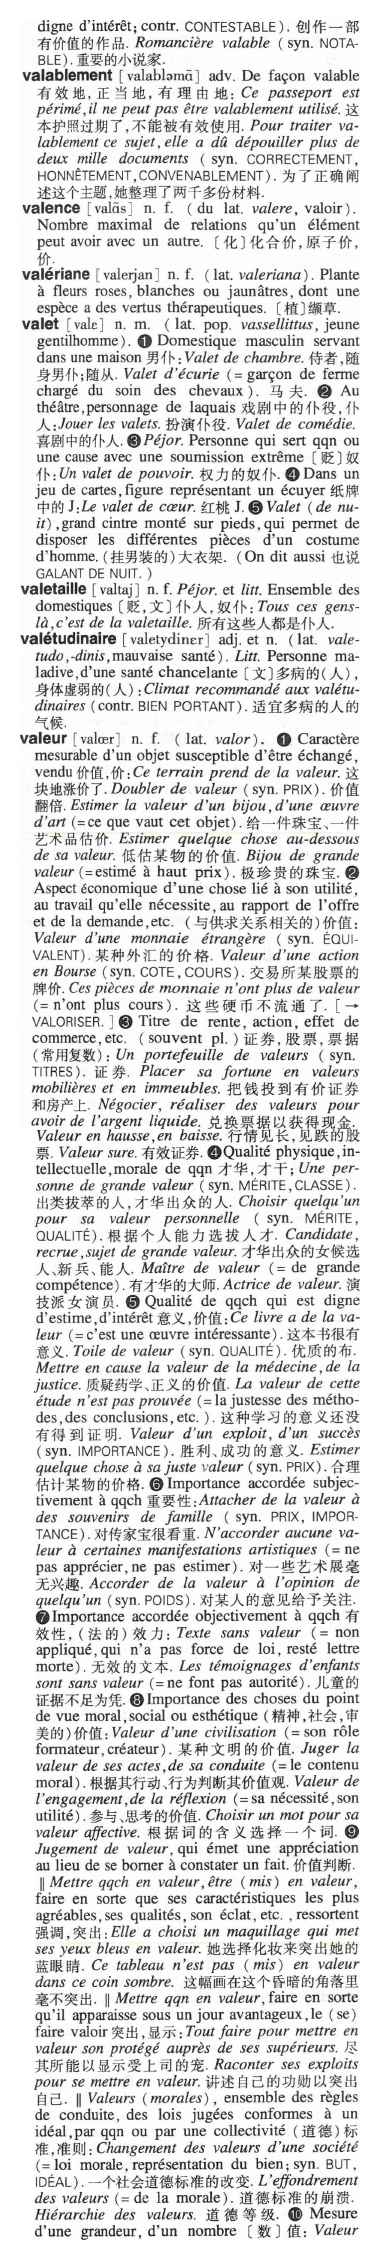 digne d'intérêt; contr. CONTESTABLE). 创作一部
有价值的作品. Romancière valable (syn. NOTA-
BLE). 重要的小说家.
valablement [valabləmɑ̃] adv. De façon valable
有效地, 正当地, 有理由地: Ce passeport est
périmé, il ne peut pas être valablement utilisé. 这
本护照过期了, 不能被有效使用. Pour traiter va-
lablement ce sujet, elle a dû dépouiller plus de
deux mille documents (syn. CORRECTEMENT,
HONNÊTEMENT, CONVENABLEMENT). 为了正确阐
述这个主题, 她整理了两千多份材料.
valence [valɑ̃s] n. f. (du lat. valere, valoir).
Nombre maximal de relations qu'un élément
peut avoir avec un autre. [化]化合价, 原子价,
价.
valériane [valerjan] n. f. (lat. valeriana). Plante
à fleurs roses, blanches ou jaunâtres, dont une
espèce a des vertus thérapeutiques. [植]缬草.
valet [valɛ] n. m. (lat. pop. vassellittus, jeune
gentilhomme). ❶ Domestique masculin servant
dans une maison 男仆: Valet de chambre. 侍者, 随
身男仆; 随从. Valet d'écurie (= garçon de ferme
chargé du soin des chevaux). 马夫. ❷ Au
théâtre, personnage de laquais 戏剧中的仆役, 仆
人: Jouer les valets. 扮演仆役. Valet de comédie.
喜剧中的仆人. ❸ Péjor. Personne qui sert qqn ou
une cause avec une soumission extrême [贬]奴
仆: Un valet de pouvoir. 权力的奴仆. ❹ Dans un
jeu de cartes, figure représentant un écuyer 纸牌
中的 J: Le valet de cœur. 红桃 J. ❺ Valet (de nu-
it), grand cintre monté sur pieds, qui permet de
disposer les différentes pièces d'un costume
d'homme. (挂男装的)大衣架. (On dit aussi 也说
GALANT DE NUIT. )
valetaille [valtaj] n. f. Péjor. et litt. Ensemble des
domestiques [贬, 文]仆人, 奴仆: Tous ces gens-
là, c'est de la valetaille. 所有这些人都是仆人.
valétudinaire [valetydinɛr] adj. et n. (lat. vale-
tudo, -dinis, mauvaise santé). Litt. Personne ma-
ladive, d'une santé chancelante [文]多病的(人),
身体虚弱的(人): Climat recommandé aux valétu-
dinaires (contr. BIEN PORTANT). 适宜多病的人的
气候.
valeur [valœr] n. f. (lat. valor). ❶ Caractère
mesurable d'un objet susceptible d'être échangé,
vendu 价值, 价: Ce terrain prend de la valeur. 这
块地涨价了. Doubler de valeur (syn. PRIX). 价值
翻倍. Estimer la valeur d'un bijou, d'une œuvre
d'art (= ce que vaut cet objet). 给一件珠宝、一件
艺术品估价. Estimer quelque chose au-dessous
de sa valeur. 低估某物的价值. Bijou de grande
valeur (= estimé à haut prix). 极珍贵的珠宝. ❷
Aspect économique d'une chose lié à son utilité,
au travail qu'elle nécessite, au rapport de l'offre
et de la demande, etc. (与供求关系相关的)价值:
Valeur d'une monnaie étrangère (syn. ÉQUI-
VALENT). 某种外汇的价格. Valeur d'une action
en Bourse (syn. COTE, COURS). 交易所某股票的
牌价. Ces pièces de monnaie n'ont plus de valeur
(= n'ont plus cours). 这些硬币不流通了. [→
VALORISER. ] ❸ Titre de rente, action, effet de
commerce, etc. (souvent pl.) 证券, 股票, 票据
(常用复数): Un portefeuille de valeurs (syn.
TITRES). 证券. Placer sa fortune en valeurs
mobilières et en immeubles. 把钱投到有价证券
和房产上. Négocier, réaliser des valeurs pour
avoir de l'argent liquide. 兑换票据以获得现金.
Valeur en hausse, en baisse. 行情见长, 见跌的股
票. Valeur sure. 有效证券. ❹ Qualité physique, in-
tellectuelle, morale de qqn 才华, 才干; Une per-
sonne de grande valeur (syn. MÉRITE, CLASSE).
出类拔萃的人, 才华出众的人. Choisir quelqu'un
pour sa valeur personnelle (syn. MÉRITE,
QUALITÉ). 根据个人能力选拔人才. Candidate,
recrue, sujet de grande valeur. 才华出众的女候选
人、新兵、能人. Maître de valeur (= de grande
compétence). 有才华的大师. Actrice de valeur. 演
技派女演员. ❺ Qualité de qqch qui est digne
d'estime, d'intérêt 意义, 价值: Ce livre a de la va-
leur (= c'est une œuvre intéressante). 这本书很有
意义. Toile de valeur (syn. QUALITÉ). 优质的布.
Mettre en cause la valeur de la médecine, de la
justice. 质疑药学、正义的价值. La valeur de cette
étude n'est pas prouvée (= la justesse des métho-
des, des conclusions, etc. ). 这种学习的意义还没
有得到证明. Valeur d'un exploit, d'un succès
(syn. IMPORTANCE). 胜利、成功的意义. Estimer
quelque chose à sa juste valeur (syn. PRIX). 合理
估计某物的价格. ❻ Importance accordée subjec-
tivement à qqch 重要性: Attacher de la valeur à
des souvenirs de famille (syn. PRIX, IMPOR-
TANCE). 对传家宝很看重. N'accorder aucune va-
leur à certaines manifestations artistiques (= ne
pas apprécier, ne pas estimer). 对一些艺术展毫
无兴趣. Accorder de la valeur à l'opinion de
quelqu'un (syn. POIDS). 对某人的意见给予关注.
❼ Importance accordée objectivement à qqch 有
效性, (法的)效力: Texte sans valeur (= non
appliqué, qui n'a pas force de loi, resté lettre
morte). 无效的文本. Les témoignages d'enfants
sont sans valeur (= ne font pas autorité). 儿童的
证据不足为凭. ❽ Importance des choses du point
de vue moral, social ou esthétique (精神, 社会, 审
美的)价值: Valeur d'une civilisation (= son rôle
formateur, créateur). 某种文明的价值. Juger la
valeur de ses actes, de sa conduite (= le contenu
moral). 根据其行动、行为判断其价值观. Valeur de
l'engagement, de la réflexion (= sa nécessité, son
utilité). 参与、思考的价值. Choisir un mot pour sa
valeur affective. 根据词的含义选择一个词. ❾
Jugement de valeur, qui émet une appréciation
au lieu de se borner à constater un fait. 价值判断.
‖ Mettre qqch en valeur, être (mis) en valeur,
faire en sorte que ses caractéristiques les plus
agréables, ses qualités, son éclat, etc. , ressortent
强调, 突出: Elle a choisi un maquillage qui met
ses yeux bleus en valeur. 她选择化妆来突出她的
蓝眼睛. Ce tableau n'est pas (mis) en valeur
dans ce coin sombre. 这幅画在这个昏暗的角落里
毫不突出. ‖ Mettre qqn en valeur, faire en sorte
qu'il apparaisse sous un jour avantageux, le (se)
faire valoir 突出, 显示: Tout faire pour mettre en
valeur son protégé auprès de ses supérieurs. 尽
其所能以显示受上司的宠. Raconter ses exploits
pour se mettre en valeur. 讲述自己的功勋以突出
自己. ‖ Valeurs (morales), ensemble des règles
de conduite, des lois jugées conformes à un
idéal, par qqn ou par une collectivité (道德)标
准, 准则: Changement des valeurs d'une société
(= loi morale, représentation du bien; syn. BUT,
IDÉAL). 一个社会道德标准的改变. L'effondrement
des valeurs (= de la morale). 道德标准的崩溃.
Hiérarchie des valeurs. 道德等级. ❿ Mesure
d'une grandeur, d'un nombre [数]值: Valeur